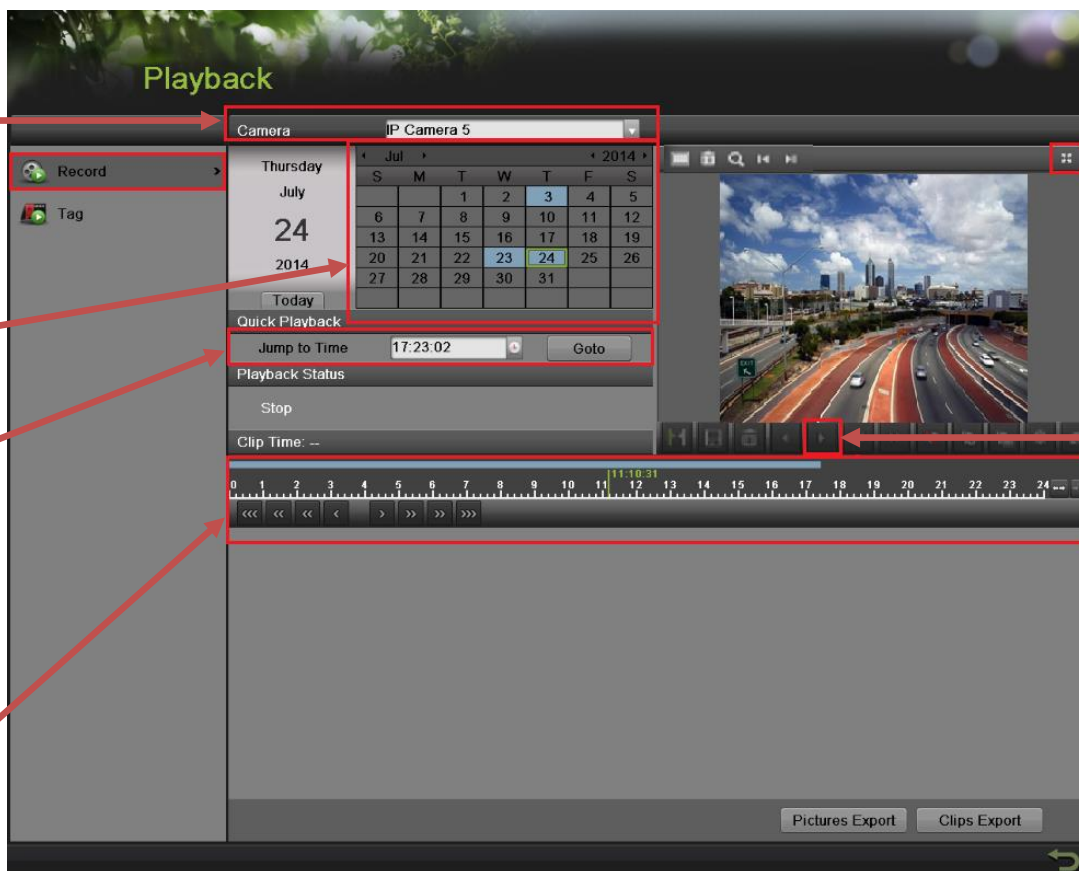 Playback
Camera IP Camera 5
Record
Tag
Thursday
July
24
2014
Today
Jul 2014
S M T W T F S
1 2 3 4 5
6 7 8 9 10 11 12
13 14 15 16 17 18 19
20 21 22 23 24 25 26
27 28 29 30 31
Quick Playback
Jump to Time 17:23:02 Goto
Playback Status
Stop
Clip Time: --
EXIT
11:10:31
0 1 2 3 4 5 6 7 8 9 10 11 12 13 14 15 16 17 18 19 20 21 22 23 24
Pictures Export Clips Export